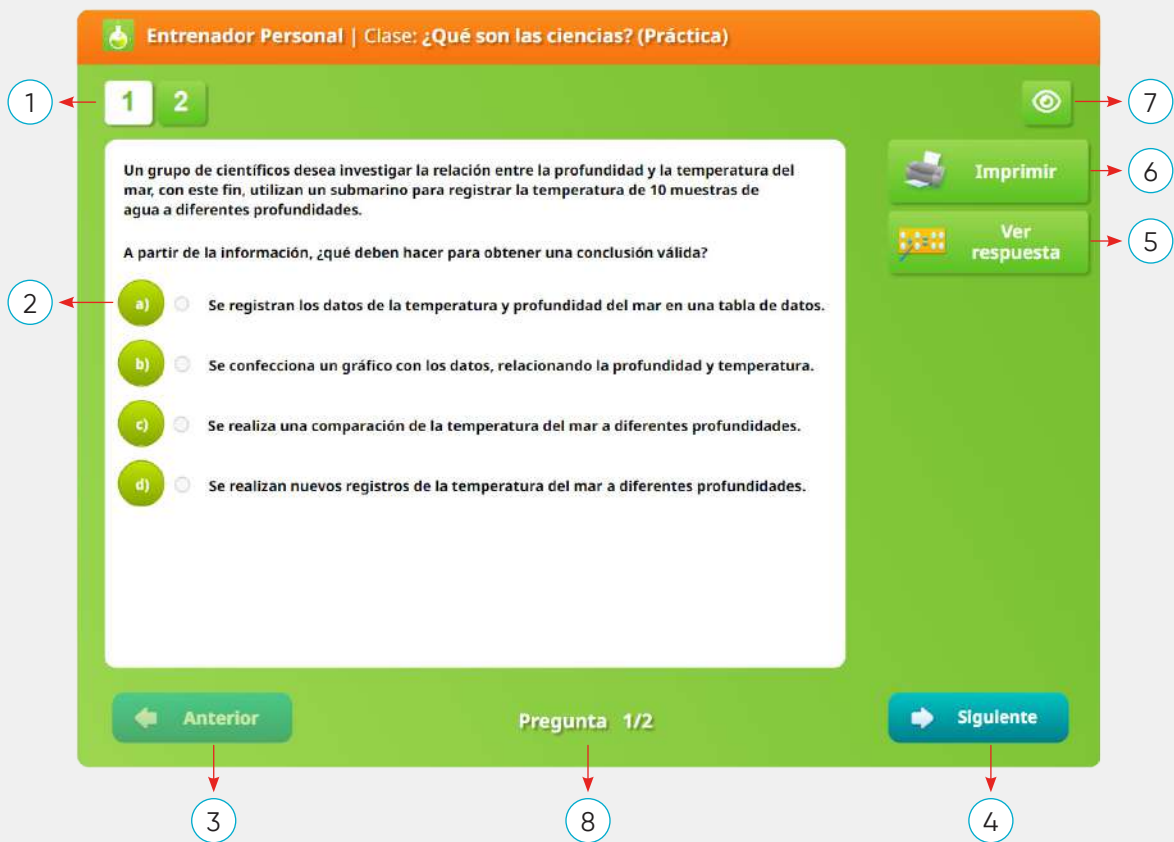 Entrenador Personal | Clase: ¿Qué son las ciencias? (Práctica)
1
1 2
7
Un grupo de científicos desea investigar la relación entre la profundidad y la temperatura del
mar, con este fin, utilizan un submarino para registrar la temperatura de 10 muestras de
agua a diferentes profundidades.
Imprimir
6
A partir de la información, ¿qué deben hacer para obtener una conclusión válida?
Ver
respuesta
5
2
a) Se registran los datos de la temperatura y profundidad del mar en una tabla de datos.
b) Se confecciona un gráfico con los datos, relacionando la profundidad y temperatura.
c) Se realiza una comparación de la temperatura del mar a diferentes profundidades.
d) Se realizan nuevos registros de la temperatura del mar a diferentes profundidades.
Anterior
Pregunta 1/2
Siguiente
3
8
4